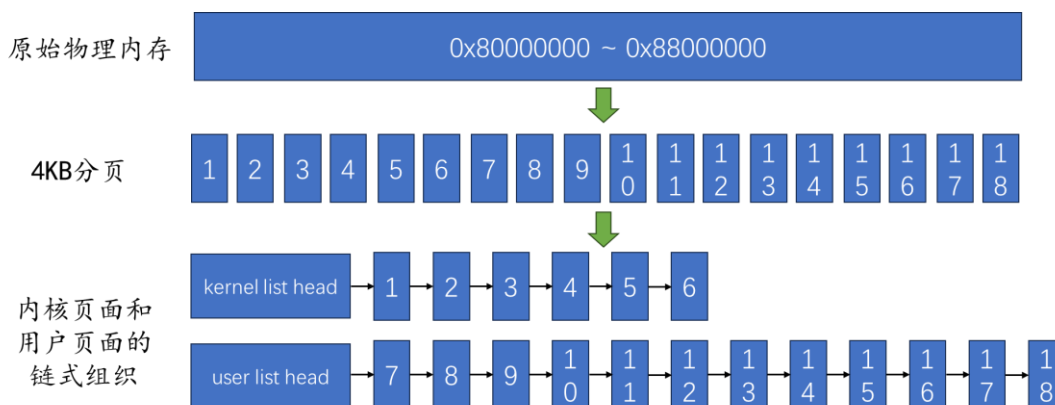 原始物理内存
0x80000000 ~ 0x88000000
4KB分页
1 2 3 4 5 6 7 8 9 10 11 12 13 14 15 16 17 18
内核页面和
用户页面的
链式组织
kernel list head 1 2 3 4 5 6
user list head 7 8 9 10 11 12 13 14 15 16 17 18